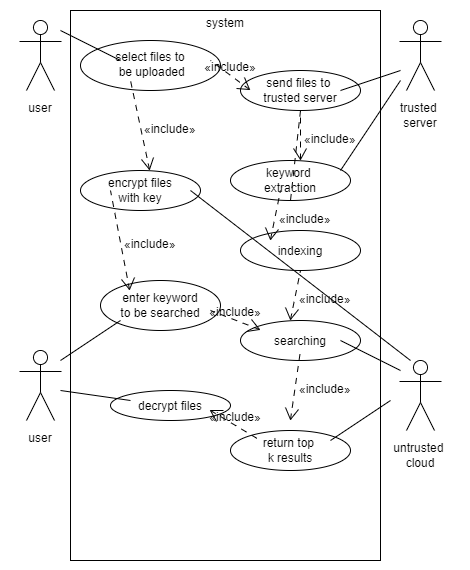 system
select files to
be uploaded
«include»
send files to
trusted server
user
trusted
server
«include»
«include»
keyword
extraction
encrypt files
with key
«include»
«include»
indexing
enter keyword
to be searched
«include»
«include»
searching
«include»
decrypt files
«include»
user
return top
k results
untrusted
cloud